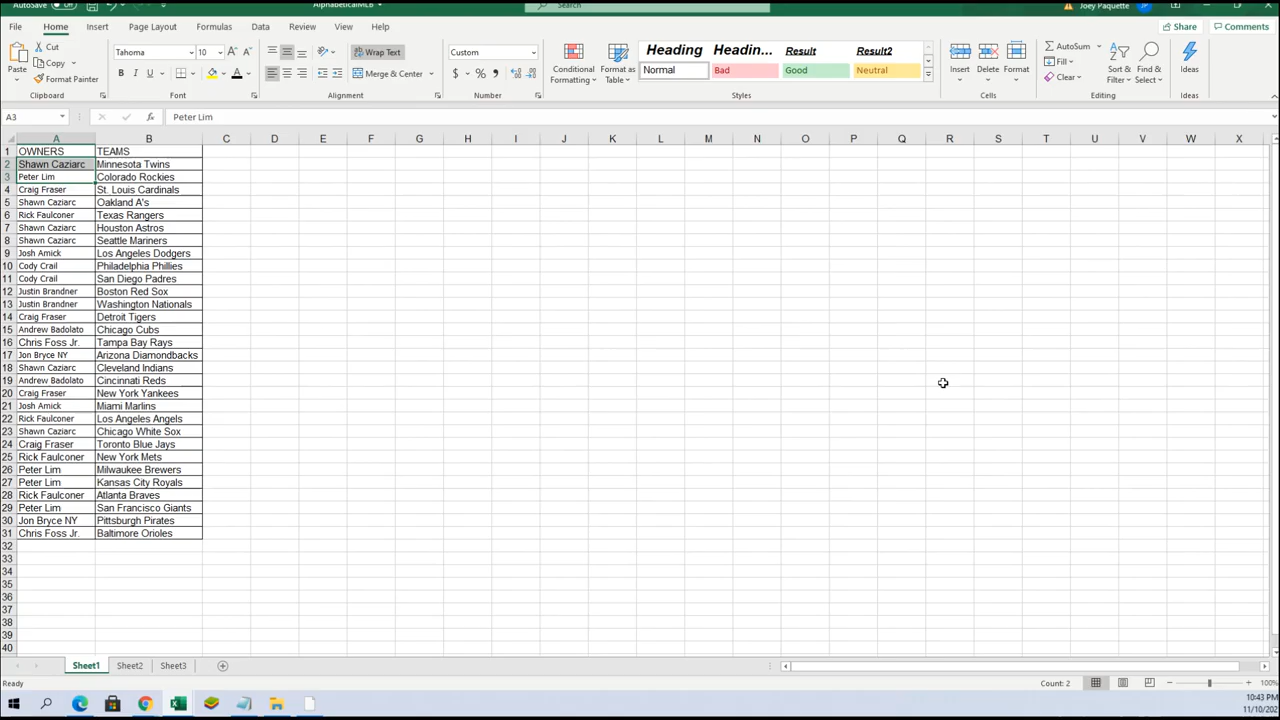 AutoSave Off AlphabeticalMLB Search Joey Paquette JP
File Home Insert Page Layout Formulas Data Review View Help Share Comments
Paste Cut Copy Format Painter Clipboard
Tahoma 10 A A B I U A Font
Wrap Text Merge & Center Alignment
Custom $ % Number
Conditional Formatting Format as Table
Heading Headin... Result Result2
Normal Bad Good Neutral
Styles
Insert Delete Format Cells
AutoSum Fill Clear Sort & Filter Find & Select Editing
Ideas
A3 fx Peter Lim
A B C D E F G H I J K L M N O P Q R S T U V W X
1 OWNERS TEAMS
2 Shawn Caziarc Minnesota Twins
3 Peter Lim Colorado Rockies
4 Craig Fraser St. Louis Cardinals
5 Shawn Caziarc Oakland A's
6 Rick Faulconer Texas Rangers
7 Shawn Caziarc Houston Astros
8 Shawn Caziarc Seattle Mariners
9 Josh Amick Los Angeles Dodgers
10 Cody Crail Philadelphia Phillies
11 Cody Crail San Diego Padres
12 Justin Brandner Boston Red Sox
13 Justin Brandner Washington Nationals
14 Craig Fraser Detroit Tigers
15 Andrew Badolato Chicago Cubs
16 Chris Foss Jr. Tampa Bay Rays
17 Jon Bryce NY Arizona Diamondbacks
18 Shawn Caziarc Cleveland Indians
19 Andrew Badolato Cincinnati Reds
20 Craig Fraser New York Yankees
21 Josh Amick Miami Marlins
22 Rick Faulconer Los Angeles Angels
23 Shawn Caziarc Chicago White Sox
24 Craig Fraser Toronto Blue Jays
25 Rick Faulconer New York Mets
26 Peter Lim Milwaukee Brewers
27 Peter Lim Kansas City Royals
28 Rick Faulconer Atlanta Braves
29 Peter Lim San Francisco Giants
30 Jon Bryce NY Pittsburgh Pirates
31 Chris Foss Jr. Baltimore Orioles
32
33
34
35
36
37
38
39
40
Sheet1 Sheet2 Sheet3
Ready Count: 2 100%
10:43 PM
11/10/202